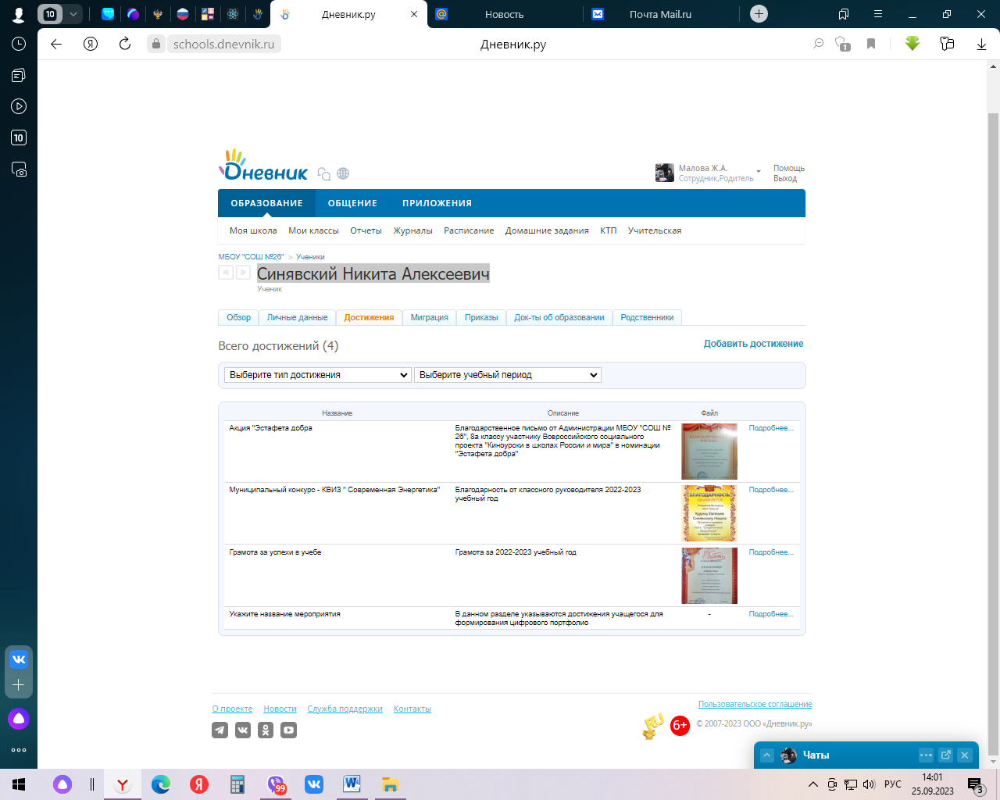 10
Дневник.ру
Новость
Почта Mail.ru
schools.dnevnik.ru
Дневник.ру
1
10
Дневник
Малова Ж.А.
Сотрудник,Родитель
Помощь
Выход
ОБРАЗОВАНИЕ
ОБЩЕНИЕ
ПРИЛОЖЕНИЯ
Моя школа
Мои классы
Отчеты
Журналы
Расписание
Домашние задания
КТП
Учительская
МБОУ "СОШ №26" > Ученики
Синявский Никита Алексеевич
Ученик
Обзор
Личные данные
Достижения
Миграция
Приказы
Док-ты об образовании
Родственники
Всего достижений (4)
Добавить достижение
Выберите тип достижения
Выберите учебный период
Название
Описание
Файл
Акция "Эстафета добра
Благодарственное письмо от Администрации МБОУ "СОШ №
26", 8а классу участнику Всероссийского социального
проекта "Киноуроки в школах России и мира" в номинации
"Эстафета добра"
Подробнее...
Муниципальный конкурс - КВИЗ " Современная Энергетика"
Благодарность от классного руководителя 2022-2023
учебный год
БЛАГОДАРНОСТЬ
Кудину Евгению
Синявскому Никите
Подробнее...
Грамота за успехи в учебе
Грамота за 2022-2023 учебный год
Подробнее...
Укажите название мероприятия
В данном разделе указываются достижения учащегося для
формирования цифрового портфолио
-
Подробнее...
О проекте
Новости
Служба поддержки
Контакты
Пользовательское соглашение
RU
6+
© 2007-2023 ООО «Дневник.ру»
Чаты
99
РУС
14:01
25.09.2023
3